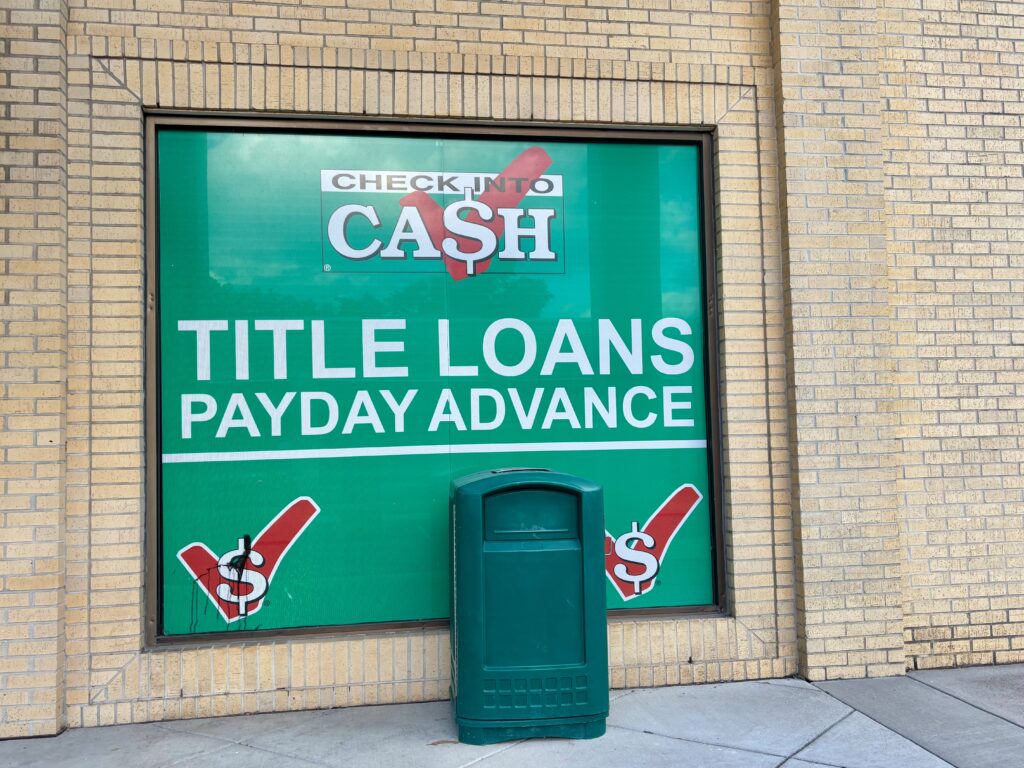 CHECK INTO
CA$H
®
TITLE LOANS
PAYDAY ADVANCE
$
®
$
®